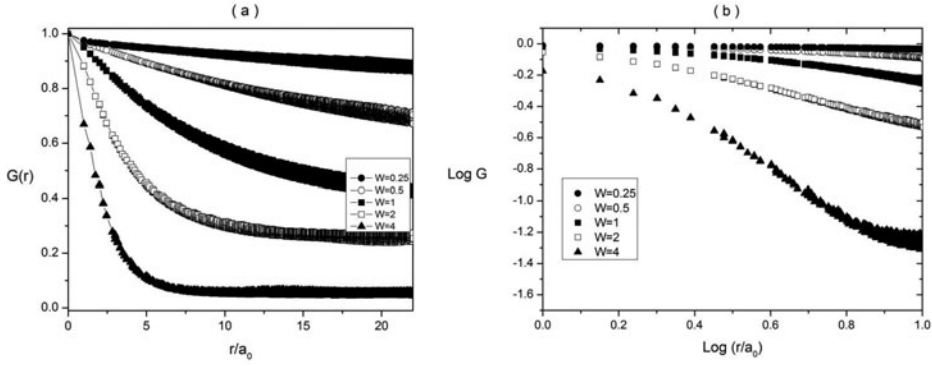 ( a )
1.0
0.8
0.6
0.4
0.2
0.0
G(r)
W=0.25
W=0.5
W=1
W=2
W=4
0 5 10 15 20
r/a₀
( b )
0.0
-0.2
-0.4
-0.6
-0.8
-1.0
-1.2
-1.4
-1.6
Log G
W=0.25
W=0.5
W=1
W=2
W=4
0.0 0.2 0.4 0.6 0.8 1.0
Log (r/a₀)